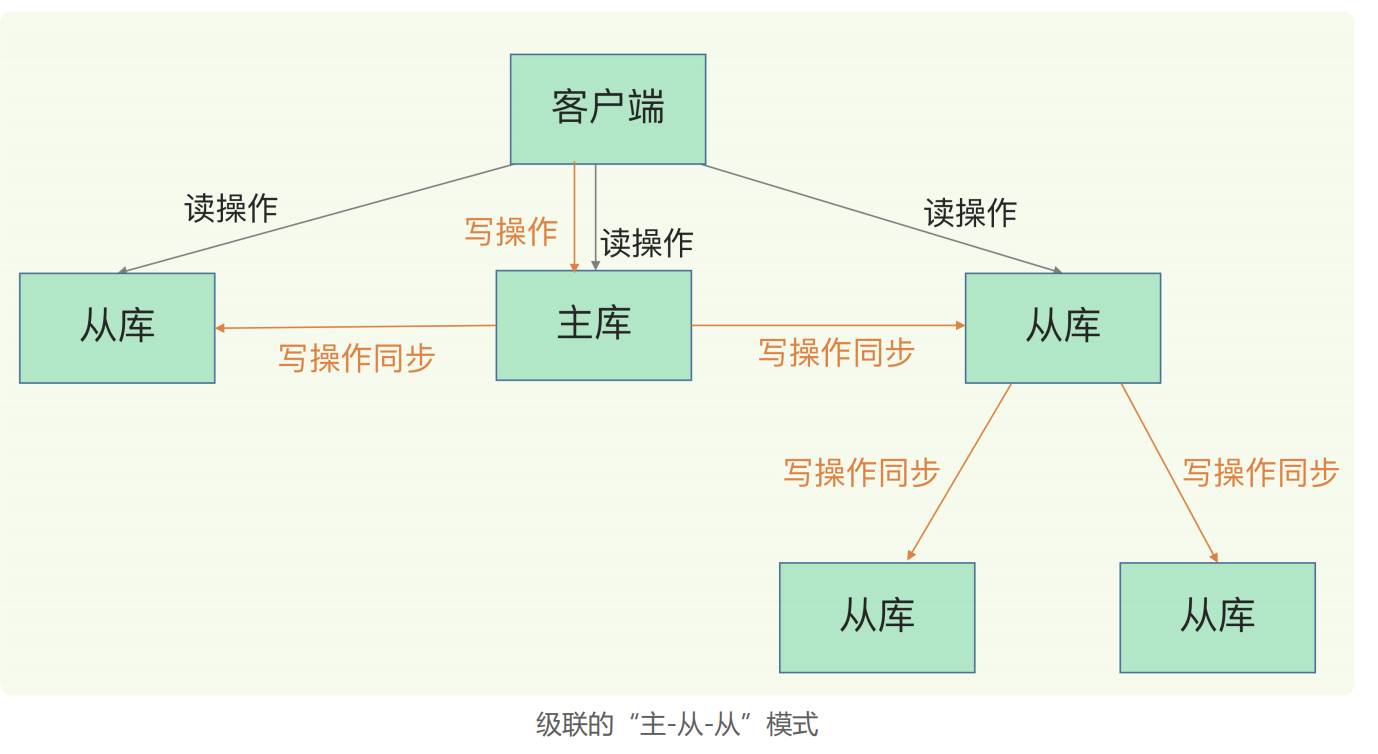 客户端
读操作
写操作
读操作
读操作
从库
主库
从库
写操作同步
写操作同步
写操作同步
写操作同步
从库
从库
级联的“主-从-从”模式